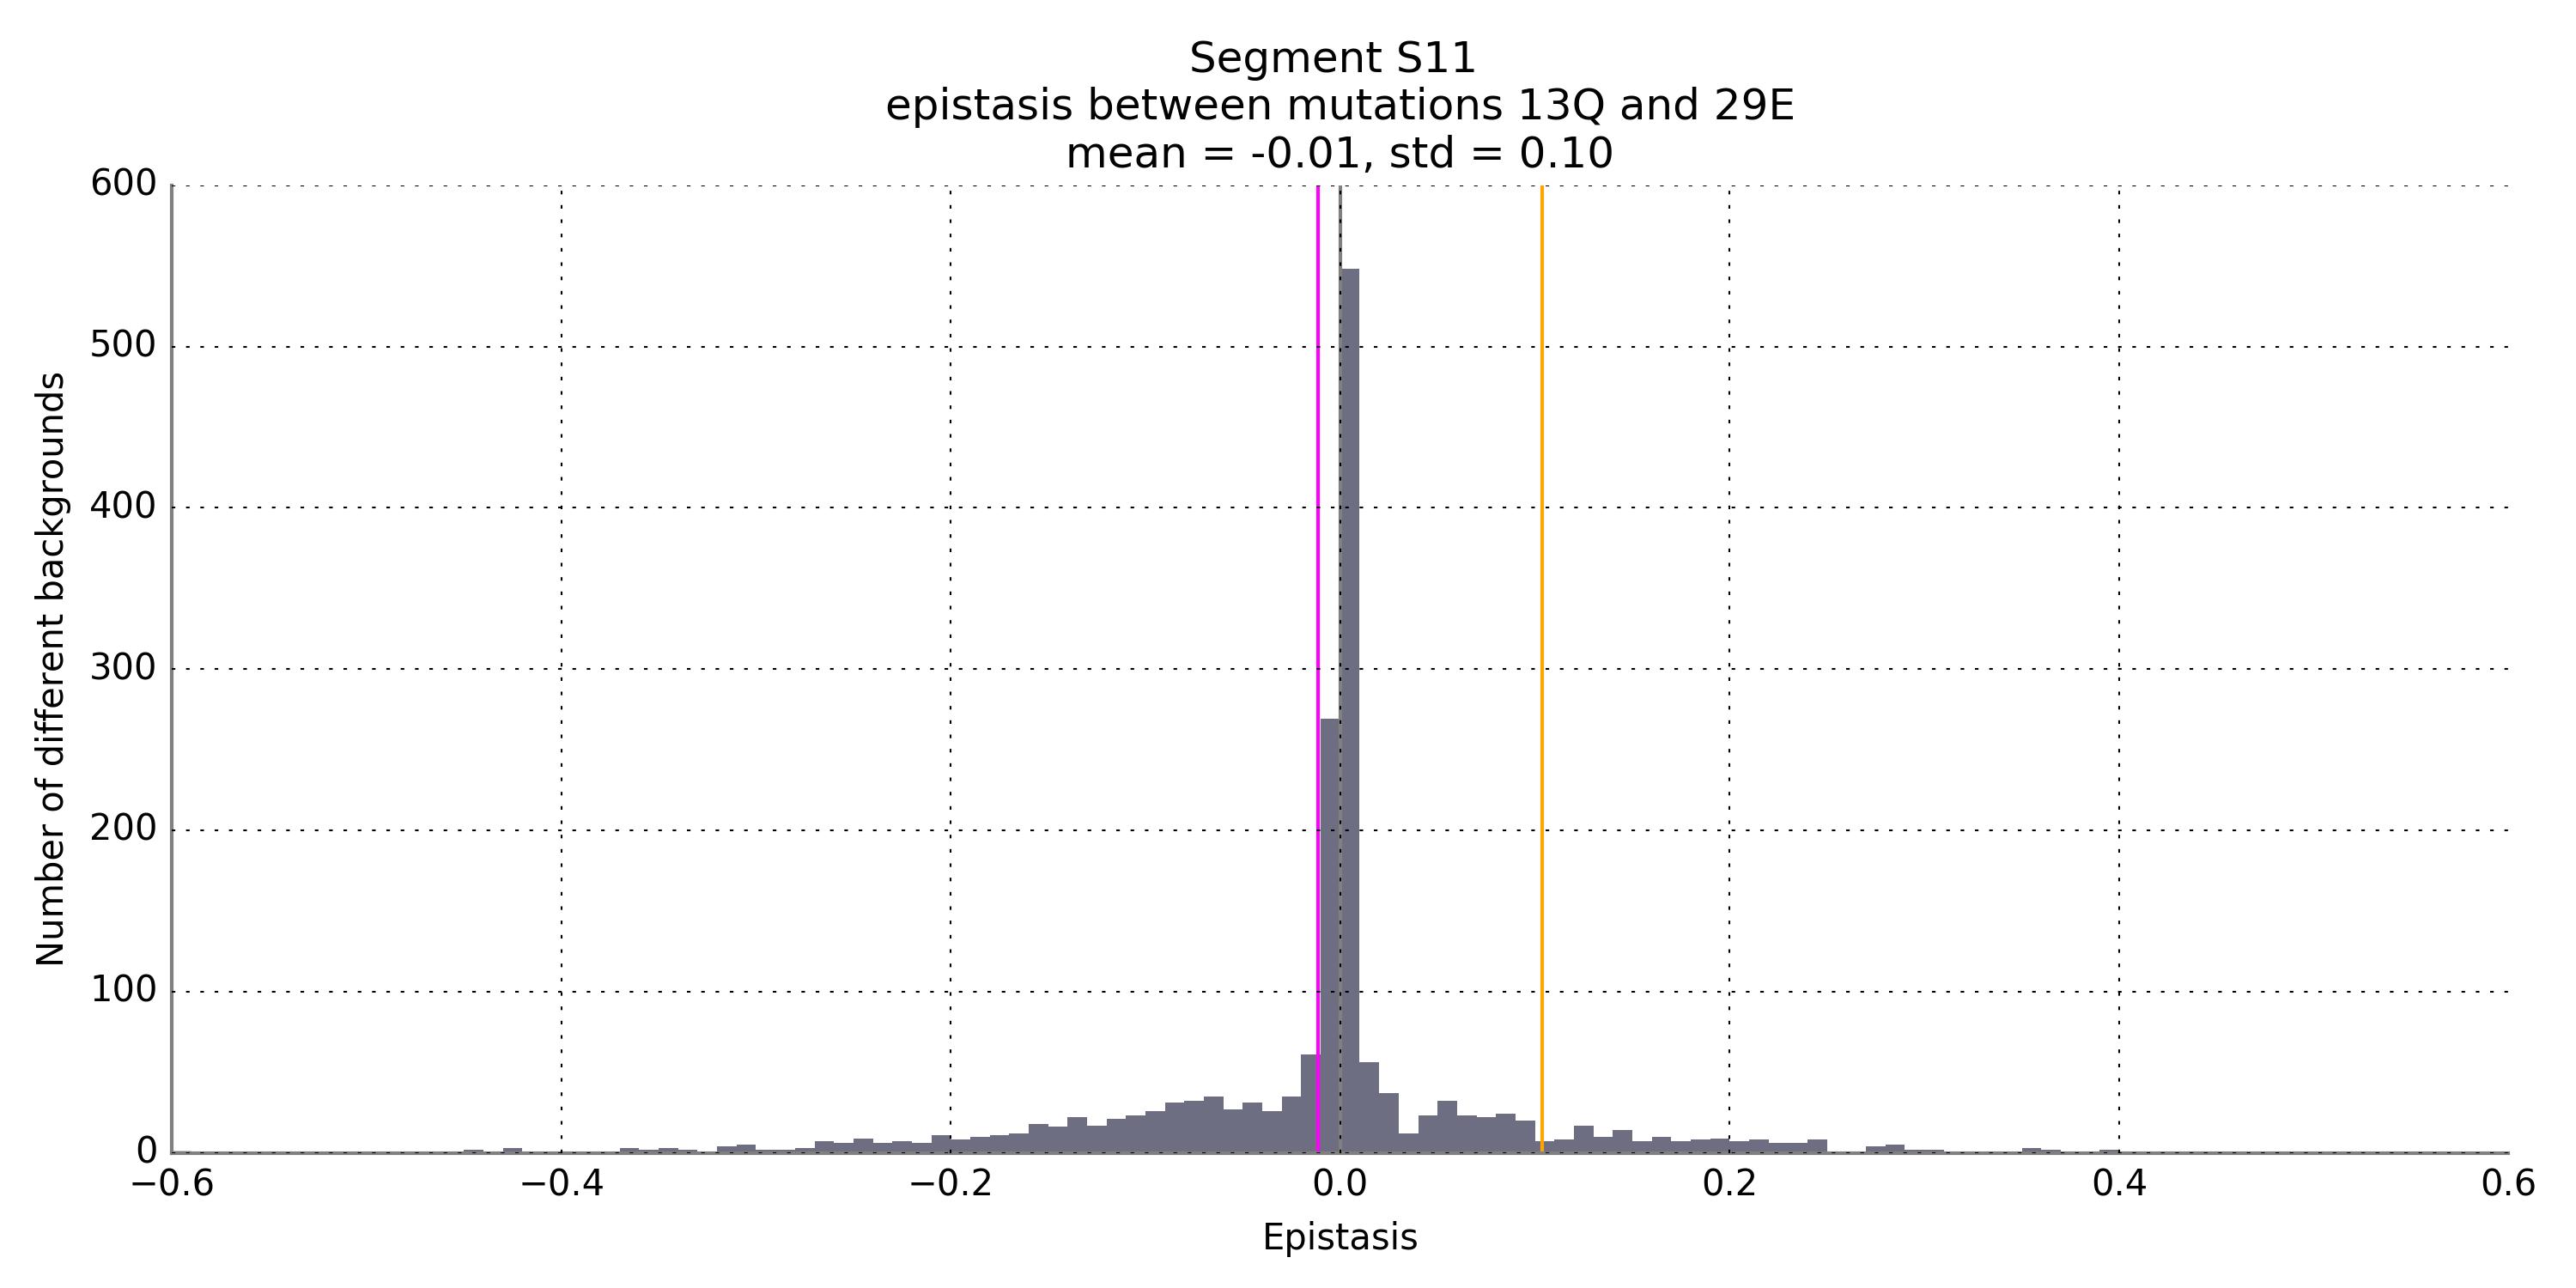 Segment S11
epistasis between mutations 13Q and 29E
mean = -0.01, std = 0.10
600
500
400
300
200
100
0
Number of different backgrounds
−0.6 −0.4 −0.2 0.0 0.2 0.4 0.6
Epistasis